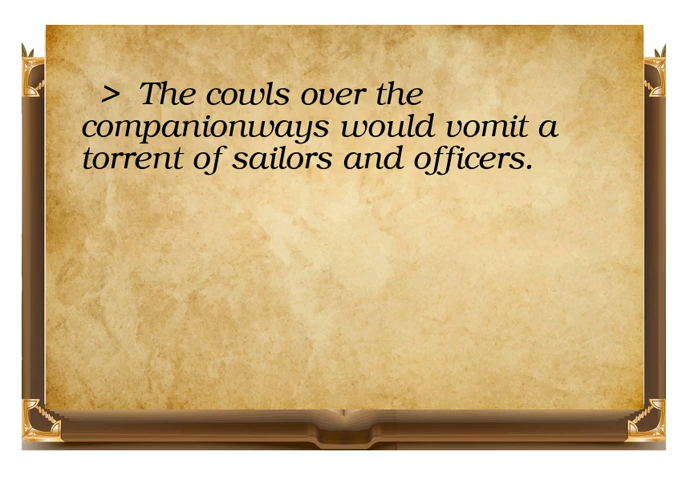 > The cowls over the
companionways would vomit a
torrent of sailors and officers.